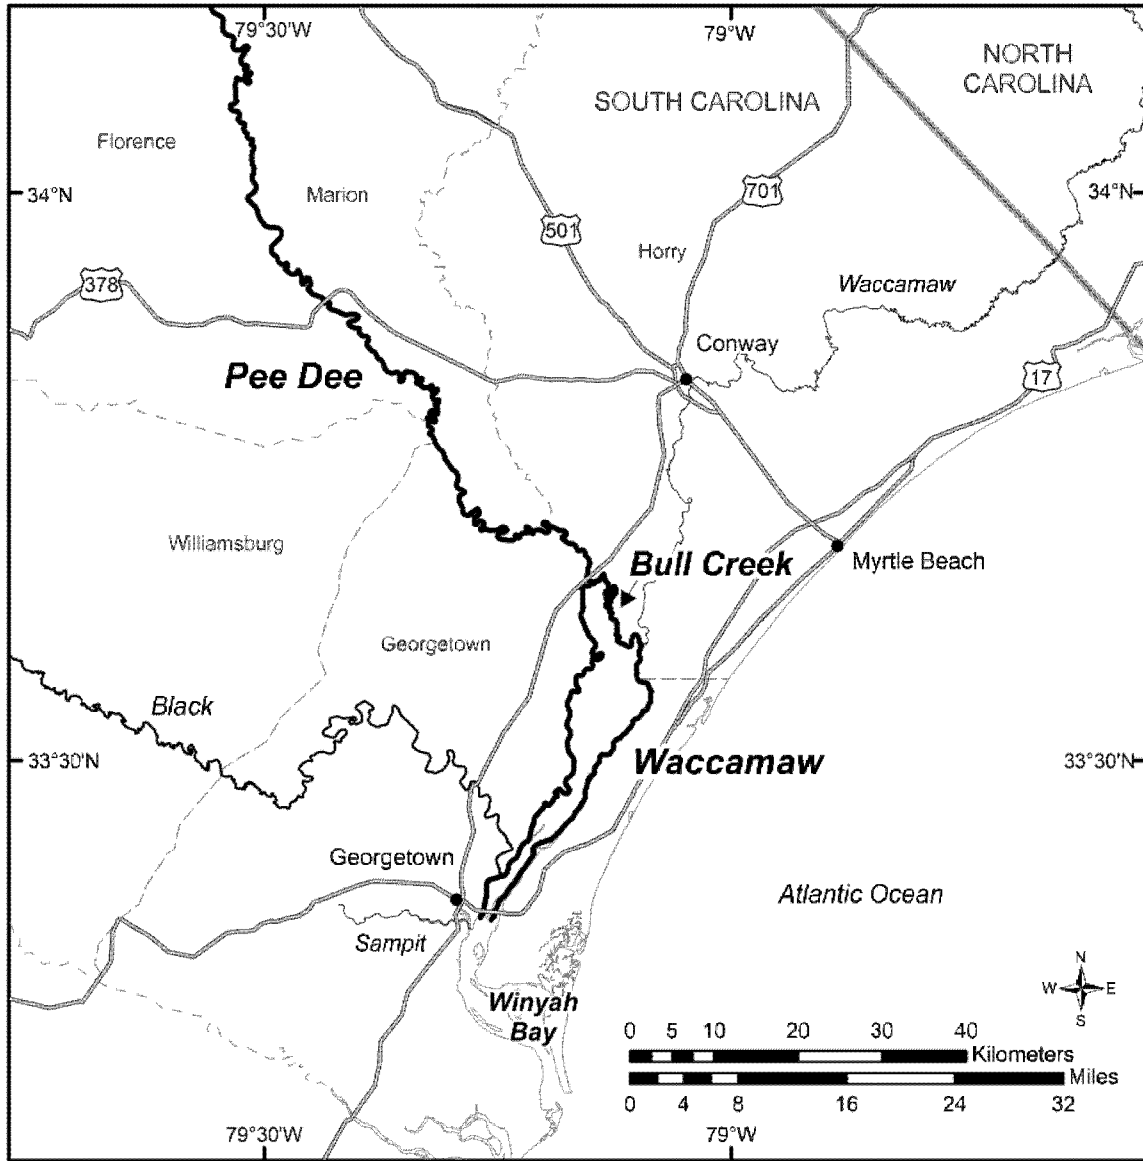 79°30'W
79°W
NORTH
CAROLINA
SOUTH CAROLINA
Florence
34°N
Marion
701
34°N
501
Horry
378
Waccamaw
Conway
Pee Dee
17
Williamsburg
Bull Creek
Myrtle Beach
Georgetown
Black
33°30'N
Waccamaw
33°30'N
Georgetown
Atlantic Ocean
Sampit
N
W E
S
Winyah
Bay
0 5 10 20 30 40
Kilometers
Miles
0 4 8 16 24 32
79°30'W
79°W